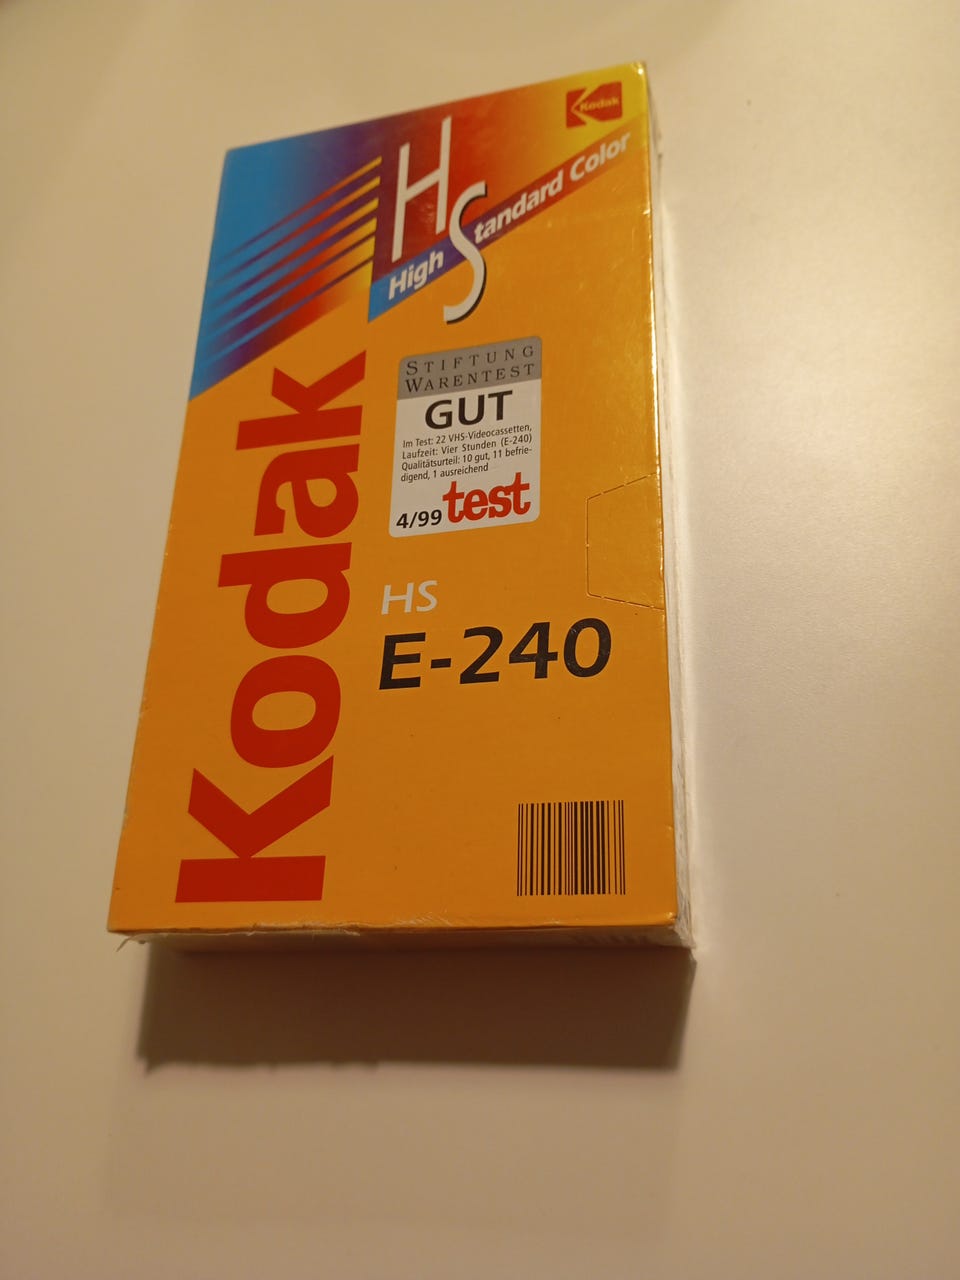 Kodak
HS
High Standard Color
STIFTUNG
WARENTEST
GUT
Im Test: 22 VHS-Videocassetten,
Laufzeit: Vier Stunden (E-240)
Qualitätsurteil: 10 gut, 11 befrie-
digend, 1 ausreichend
4/99 test
Kodak
HS
E-240